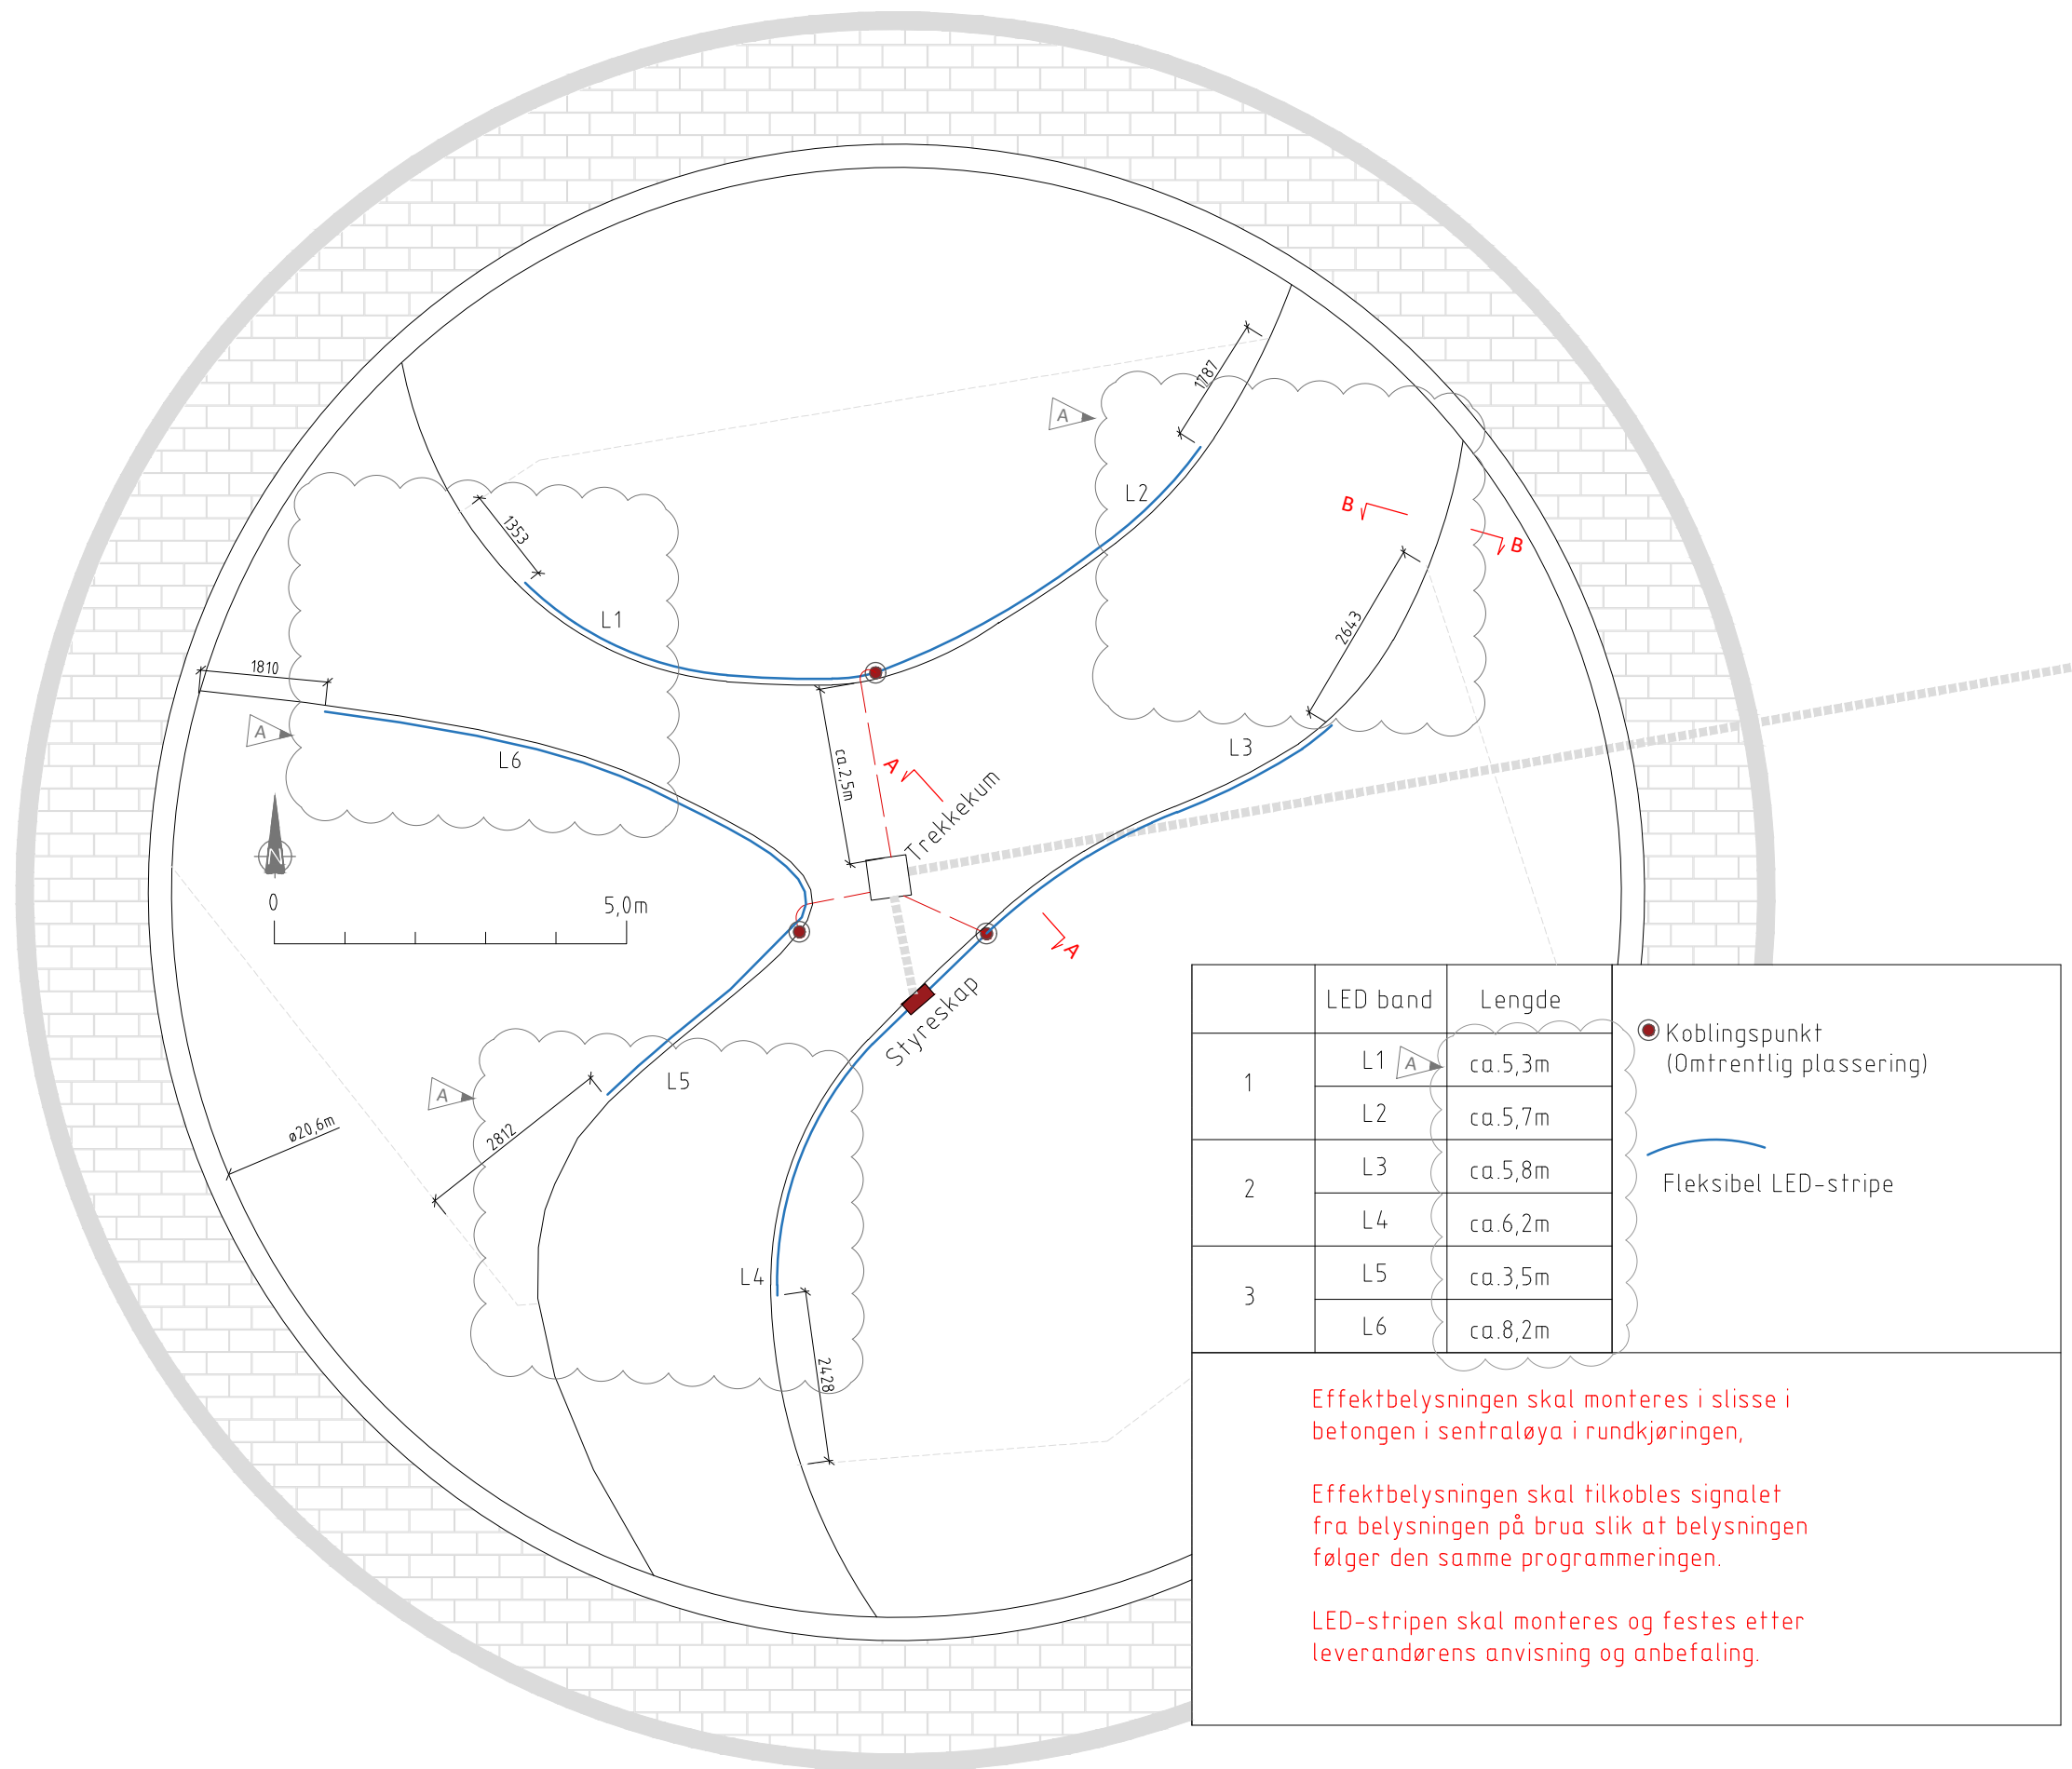 1787
A
L2
B
B
1353
2643
L1
1810
L3
A
L6
ca.2,5m
A
Trekkekum
N
0
5,0m
A
Styreskap
L5
A
2812
ø20,6m
L4
2428
LED band Lengde
1 L1 A ca.5,3m
L2 ca.5,7m
2 L3 ca.5,8m
L4 ca.6,2m
3 L5 ca.3,5m
L6 ca.8,2m
Koblingspunkt
(Omtrentlig plassering)
Fleksibel LED-stripe
Effektbelysningen skal monteres i slisse i
betongen i sentraløya i rundkjøringen,
Effektbelysningen skal tilkobles signalet
fra belysningen på brua slik at belysningen
følger den samme programmeringen.
LED-stripen skal monteres og festes etter
leverandørens anvisning og anbefaling.